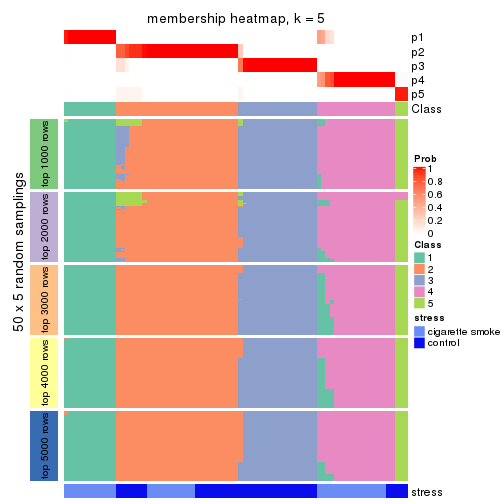 membership heatmap, k = 5
p1
p2
p3
p4
p5
Class
50 x 5 random samplings
top 1000 rows
top 2000 rows
top 3000 rows
top 4000 rows
top 5000 rows
stress
Prob
1
0.8
0.6
0.4
0.2
0
Class
1
2
3
4
5
stress
cigarette smoke
control